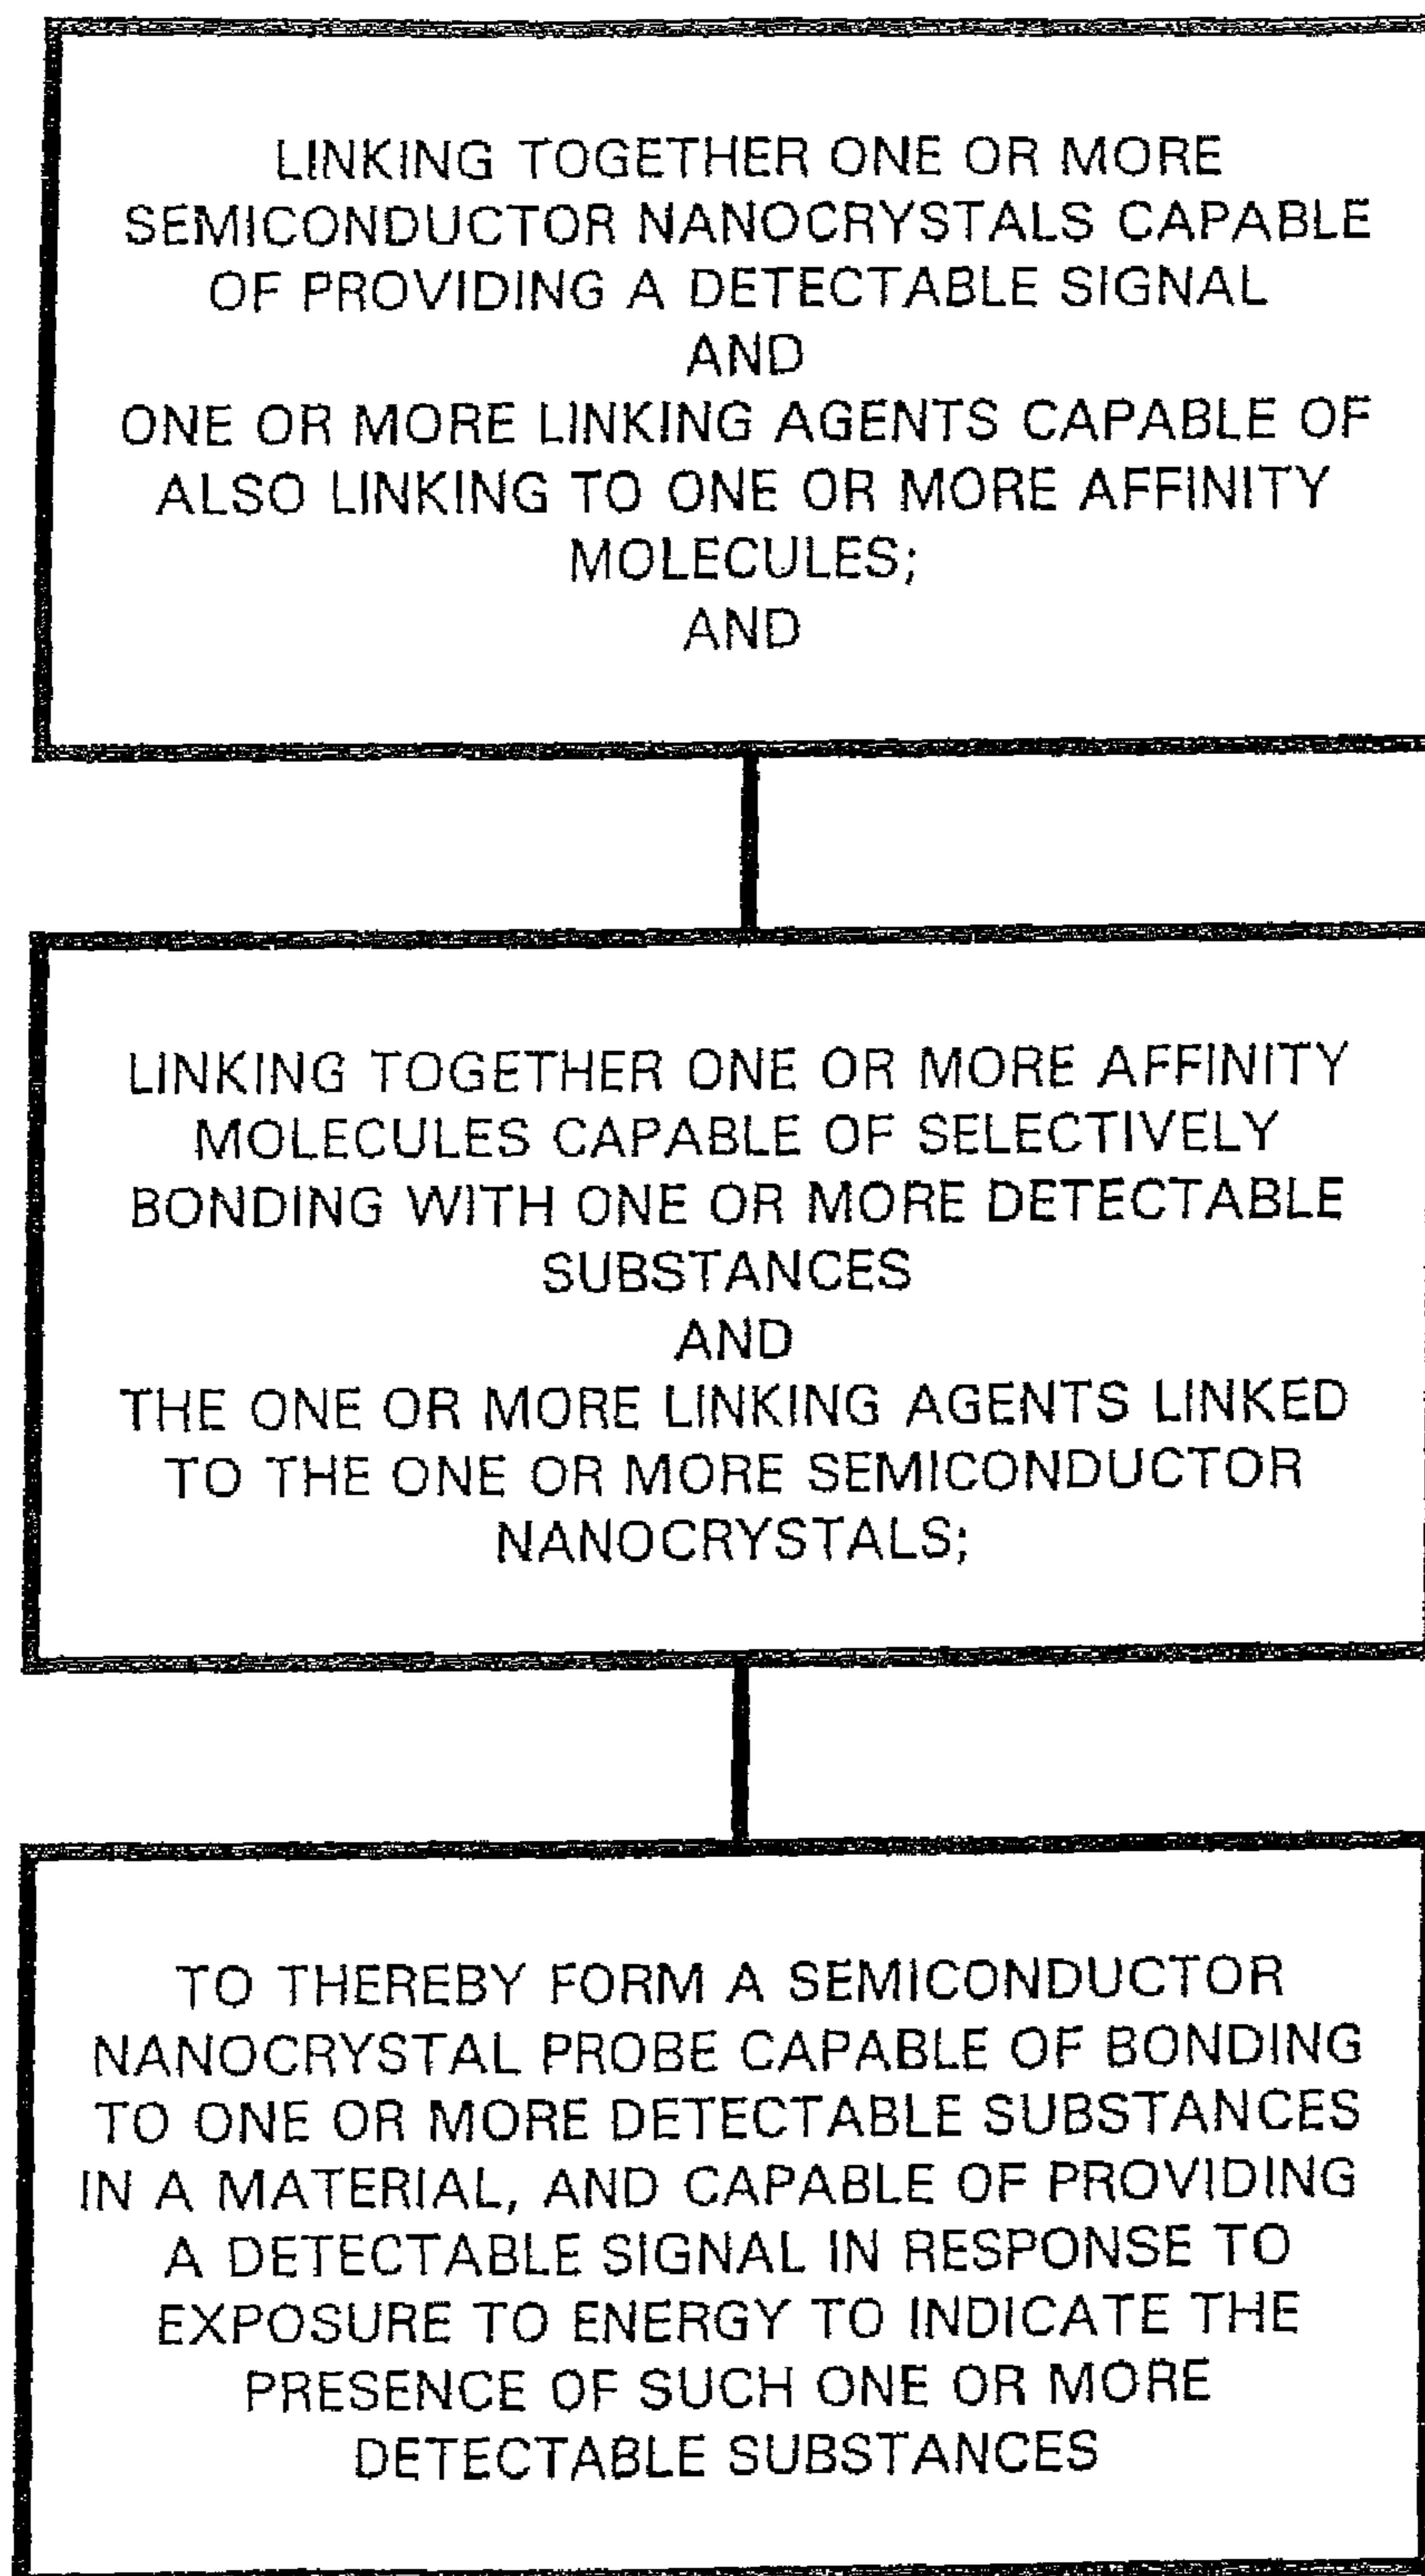 LINKING TOGETHER ONE OR MORE
SEMICONDUCTOR NANOCRYSTALS CAPABLE
OF PROVIDING A DETECTABLE SIGNAL
AND
ONE OR MORE LINKING AGENTS CAPABLE OF
ALSO LINKING TO ONE OR MORE AFFINITY
MOLECULES;
AND
LINKING TOGETHER ONE OR MORE AFFINITY
MOLECULES CAPABLE OF SELECTIVELY
BONDING WITH ONE OR MORE DETECTABLE
SUBSTANCES
AND
THE ONE OR MORE LINKING AGENTS LINKED
TO THE ONE OR MORE SEMICONDUCTOR
NANOCRYSTALS;
TO THEREBY FORM A SEMICONDUCTOR
NANOCRYSTAL PROBE CAPABLE OF BONDING
TO ONE OR MORE DETECTABLE SUBSTANCES
IN A MATERIAL, AND CAPABLE OF PROVIDING
A DETECTABLE SIGNAL IN RESPONSE TO
EXPOSURE TO ENERGY TO INDICATE THE
PRESENCE OF SUCH ONE OR MORE
DETECTABLE SUBSTANCES